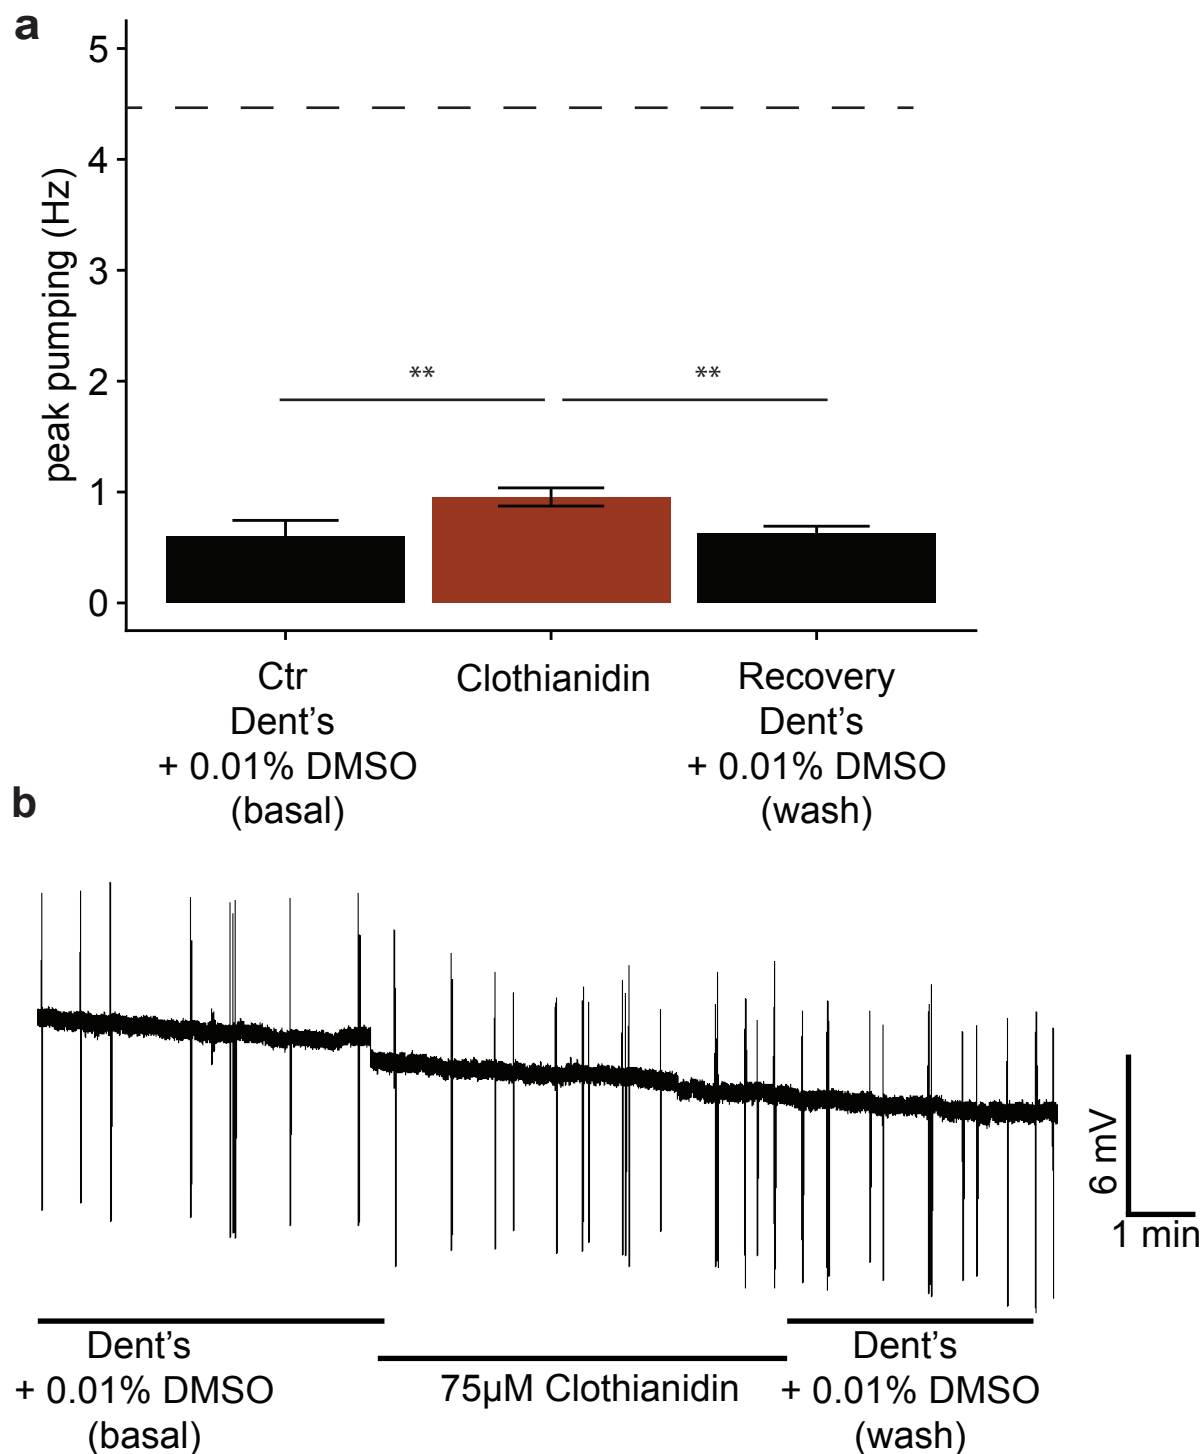 a
peak pumping (Hz)
5
4
3
2
1
0
** **
Ctr
Dent's
+ 0.01% DMSO
(basal)
Clothianidin
Recovery
Dent's
+ 0.01% DMSO
(wash)
b
6 mV
1 min
Dent's
+ 0.01% DMSO
(basal)
75µM Clothianidin
Dent's
+ 0.01% DMSO
(wash)